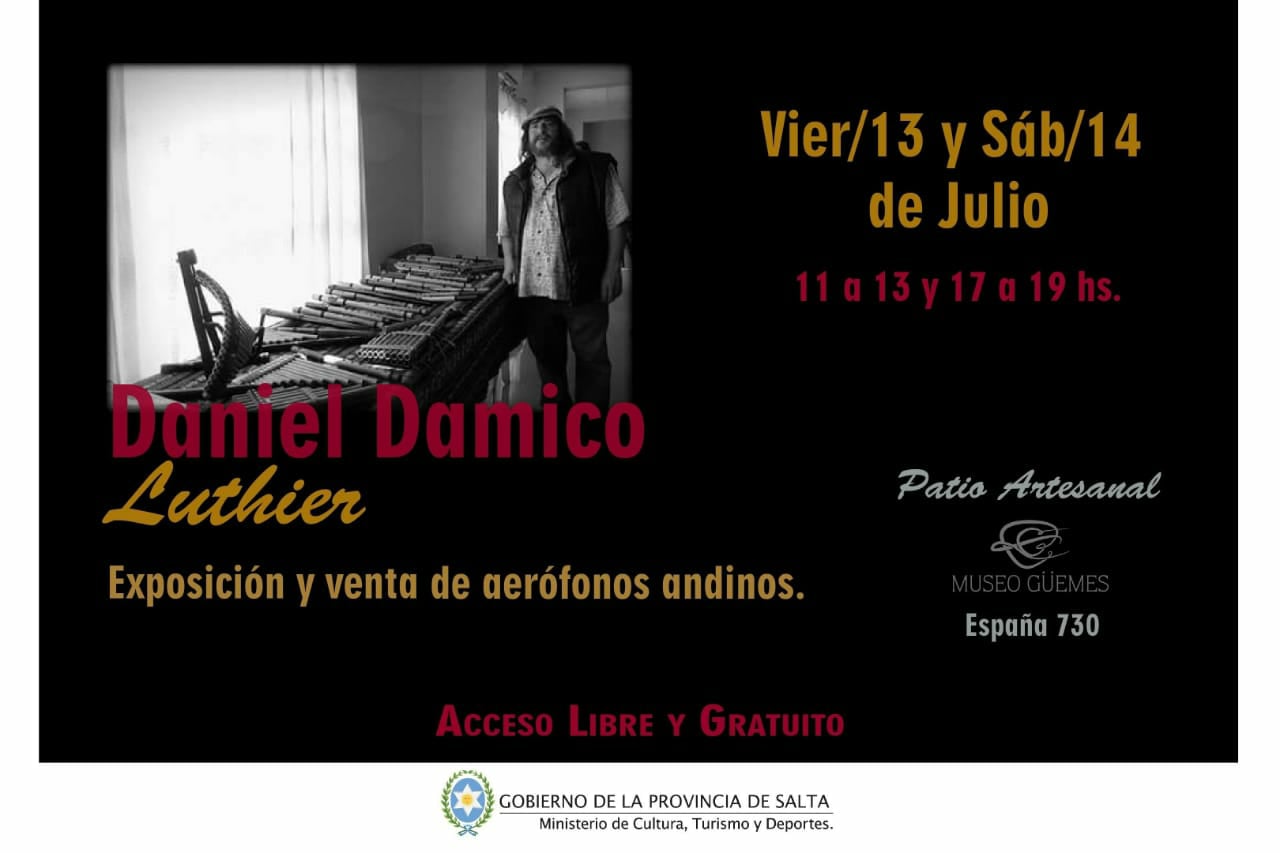 Vier/13 y Sáb/14
de Julio
11 a 13 y 17 a 19 hs.
Daniel Damico
Luthier
Exposición y venta de aerófonos andinos.
Patio Artesanal
MUSEO GÜEMES
España 730
Acceso Libre y Gratuito
GOBIERNO DE LA PROVINCIA DE SALTA
Ministerio de Cultura, Turismo y Deportes.